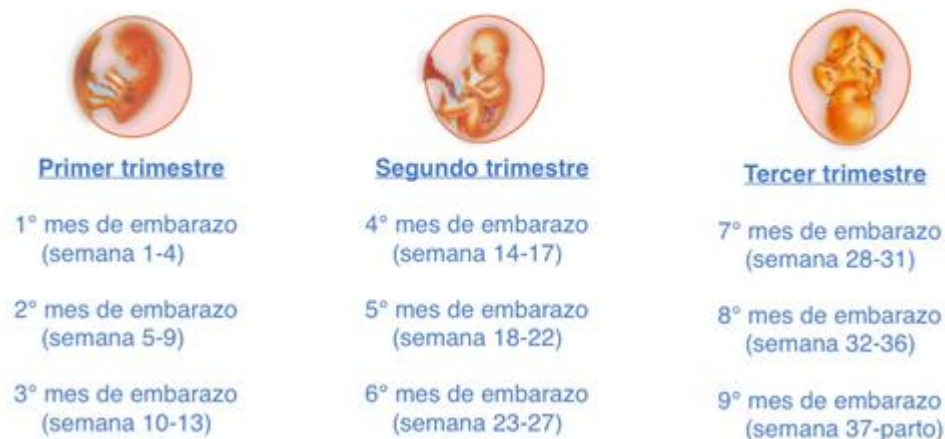 Primer trimestre
1° mes de embarazo
(semana 1-4)
2° mes de embarazo
(semana 5-9)
3° mes de embarazo
(semana 10-13)
Segundo trimestre
4° mes de embarazo
(semana 14-17)
5° mes de embarazo
(semana 18-22)
6° mes de embarazo
(semana 23-27)
Tercer trimestre
7° mes de embarazo
(semana 28-31)
8° mes de embarazo
(semana 32-36)
9° mes de embarazo
(semana 37-parto)